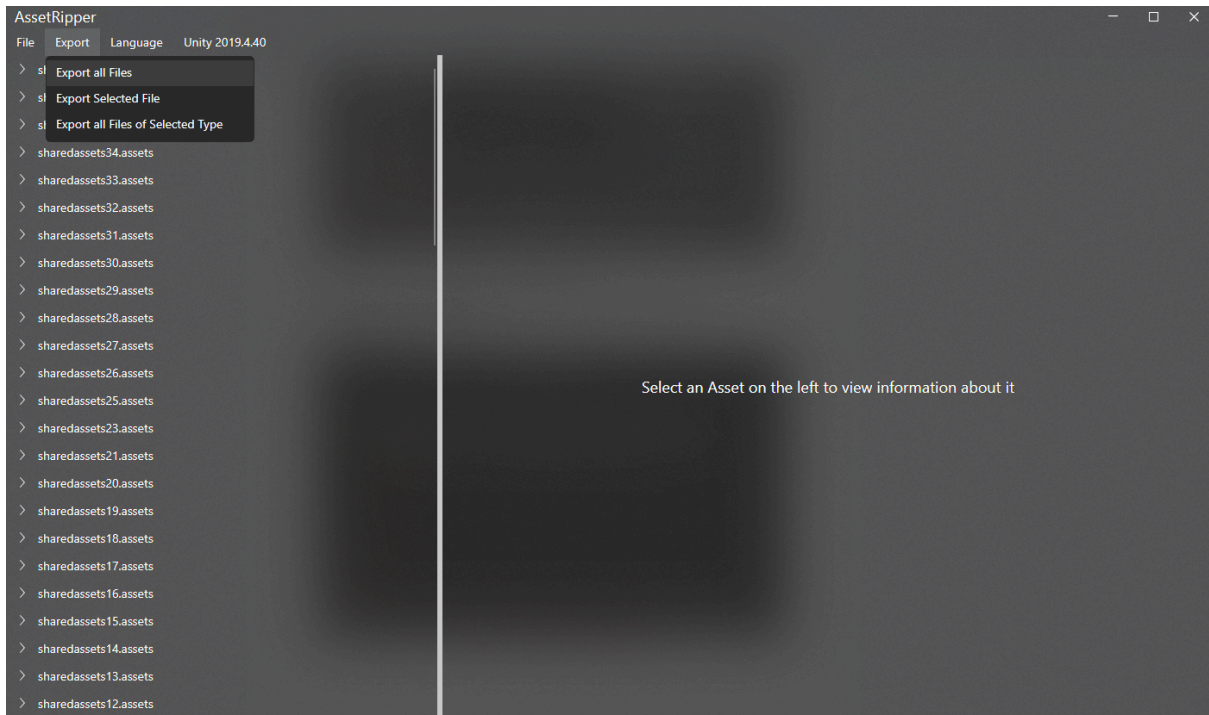 AssetRipper
File Export Language Unity 2019.4.40
Export all Files
Export Selected File
Export all Files of Selected Type
sharedassets34.assets
sharedassets33.assets
sharedassets32.assets
sharedassets31.assets
sharedassets30.assets
sharedassets29.assets
sharedassets28.assets
sharedassets27.assets
sharedassets26.assets
Select an Asset on the left to view information about it
sharedassets25.assets
sharedassets23.assets
sharedassets21.assets
sharedassets20.assets
sharedassets19.assets
sharedassets18.assets
sharedassets17.assets
sharedassets16.assets
sharedassets15.assets
sharedassets14.assets
sharedassets13.assets
sharedassets12.assets